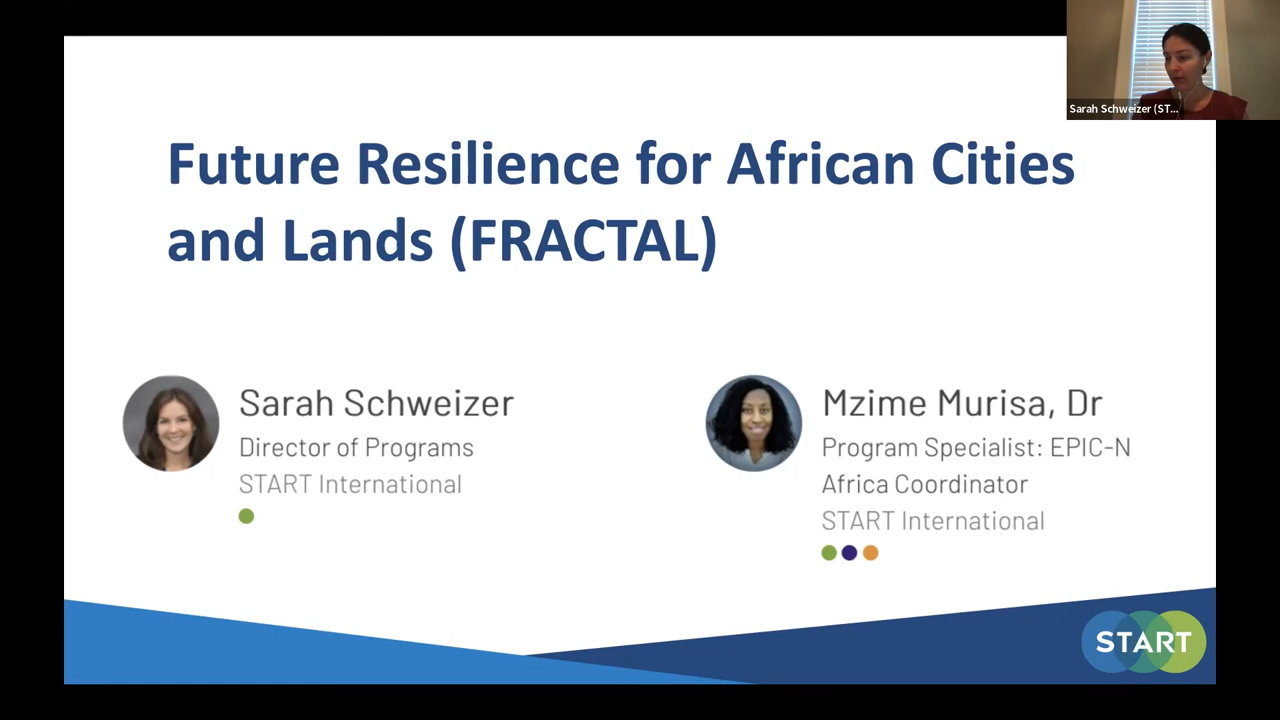 Sarah Schweizer (ST...
Future Resilience for African Cities
and Lands (FRACTAL)
Sarah Schweizer
Director of Programs
START International
Mzime Murisa, Dr
Program Specialist: EPIC-N
Africa Coordinator
START International
START